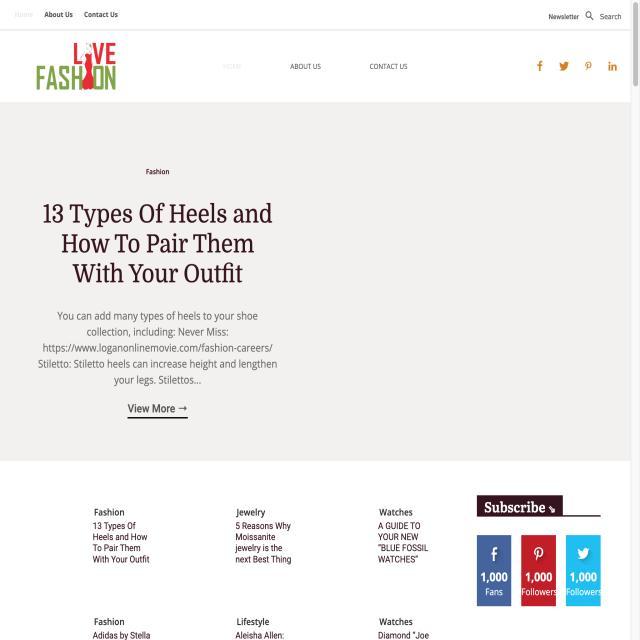 Home About Us Contact Us
Newsletter Search
LIVE
FASHION
HOME ABOUT US CONTACT US
Fashion
13 Types Of Heels and
How To Pair Them
With Your Outfit
You can add many types of heels to your shoe
collection, including: Never Miss:
https://www.loganonlinemovie.com/fashion-careers/
Stiletto: Stiletto heels can increase height and lengthen
your legs. Stilettos...
View More →
Subscribe
Fashion
13 Types Of
Heels and How
To Pair Them
With Your Outfit
Jewelry
5 Reasons Why
Moissanite
jewelry is the
next Best Thing
Watches
A GUIDE TO
YOUR NEW
"BLUE FOSSIL
WATCHES"
1,000
Fans
1,000
Followers
1,000
Followers
Fashion
Adidas by Stella
Lifestyle
Aleisha Allen:
Watches
Diamond "Joe